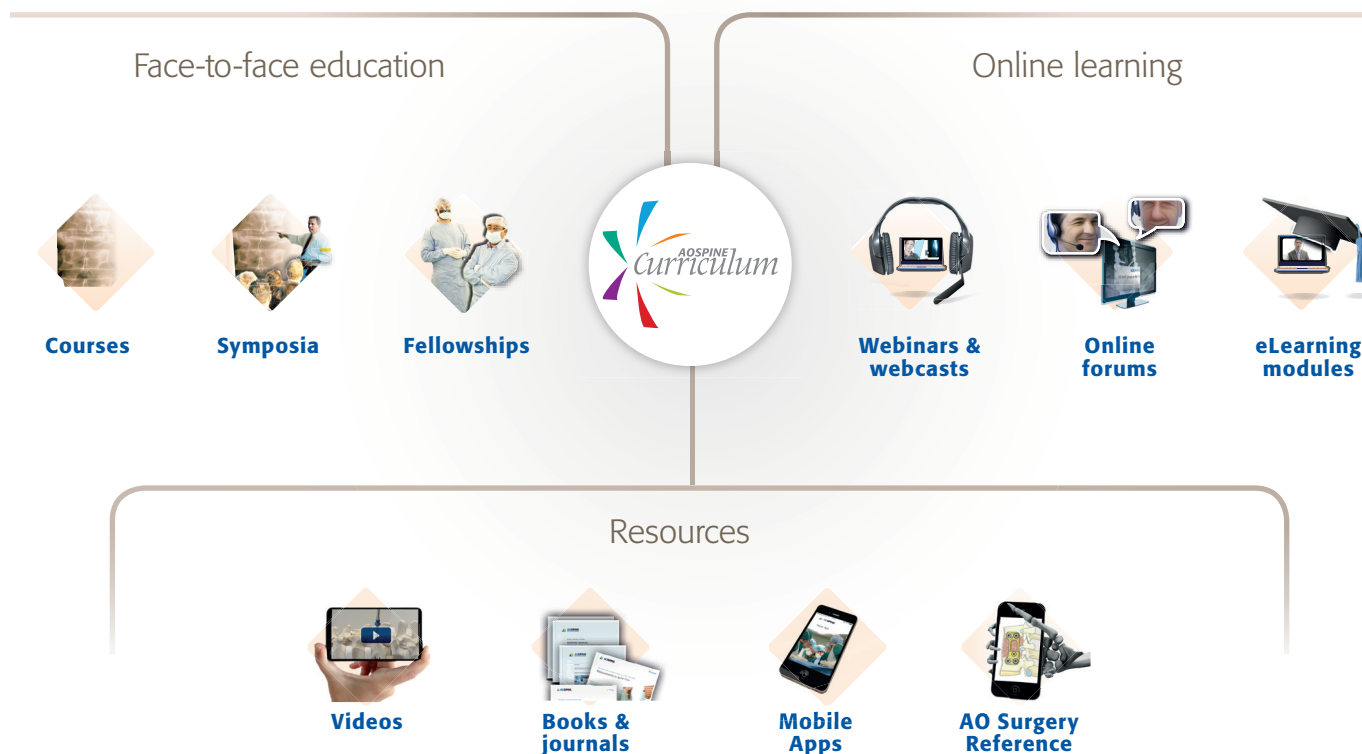 Face-to-face education
Online learning
AOSPINE
Curriculum
Courses
Symposia
Fellowships
Webinars &
webcasts
Online
forums
eLearning
modules
Resources
Videos
Books &
journals
Mobile
Apps
AO Surgery
Reference